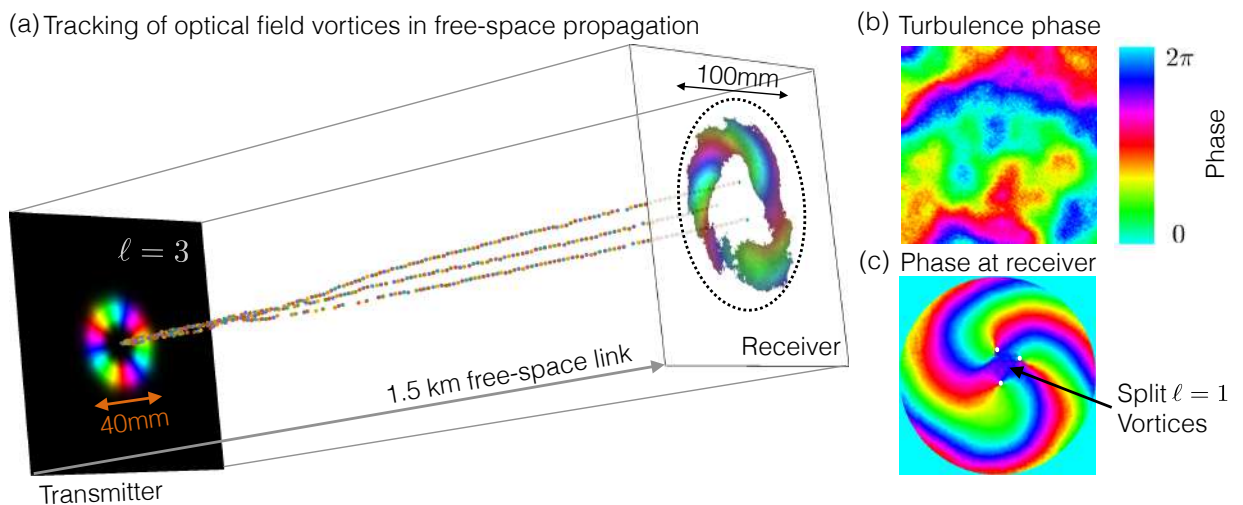 (a) Tracking of optical field vortices in free-space propagation
100mm
ℓ = 3
40mm
1.5 km free-space link
Receiver
Transmitter
(b) Turbulence phase
2π
0
Phase
(c) Phase at receiver
Split ℓ = 1
Vortices